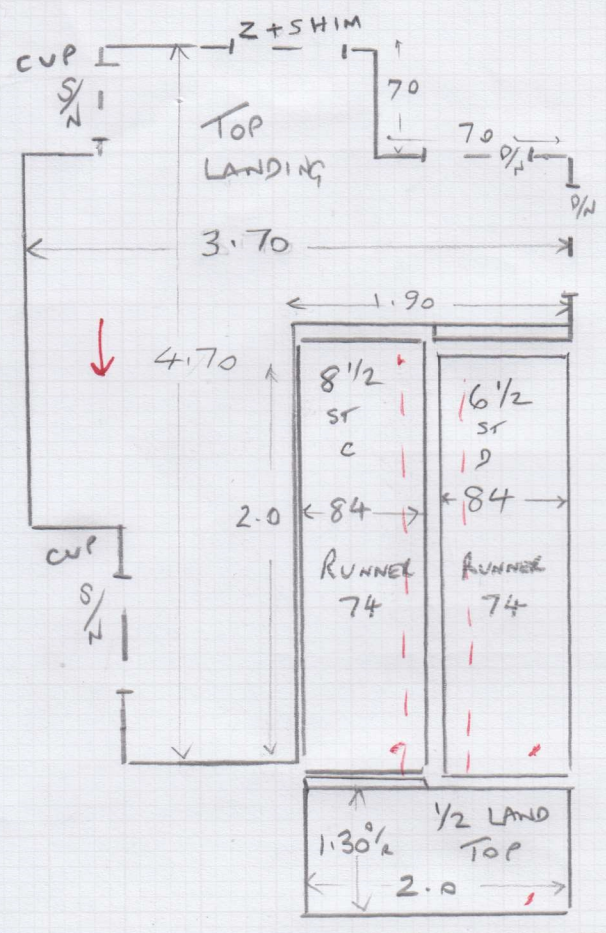 Z + SHIM
CUP
S/N
70
TOP
LANDING
70
D/N
D/N
3.70
1.90
4.70
8 1/2
ST
C
6 1/2
ST
D
2.0
84
84
CUP
RUNNER
74
RUNNER
74
S/N
1/2 LAND
TOP
1.30
2.0